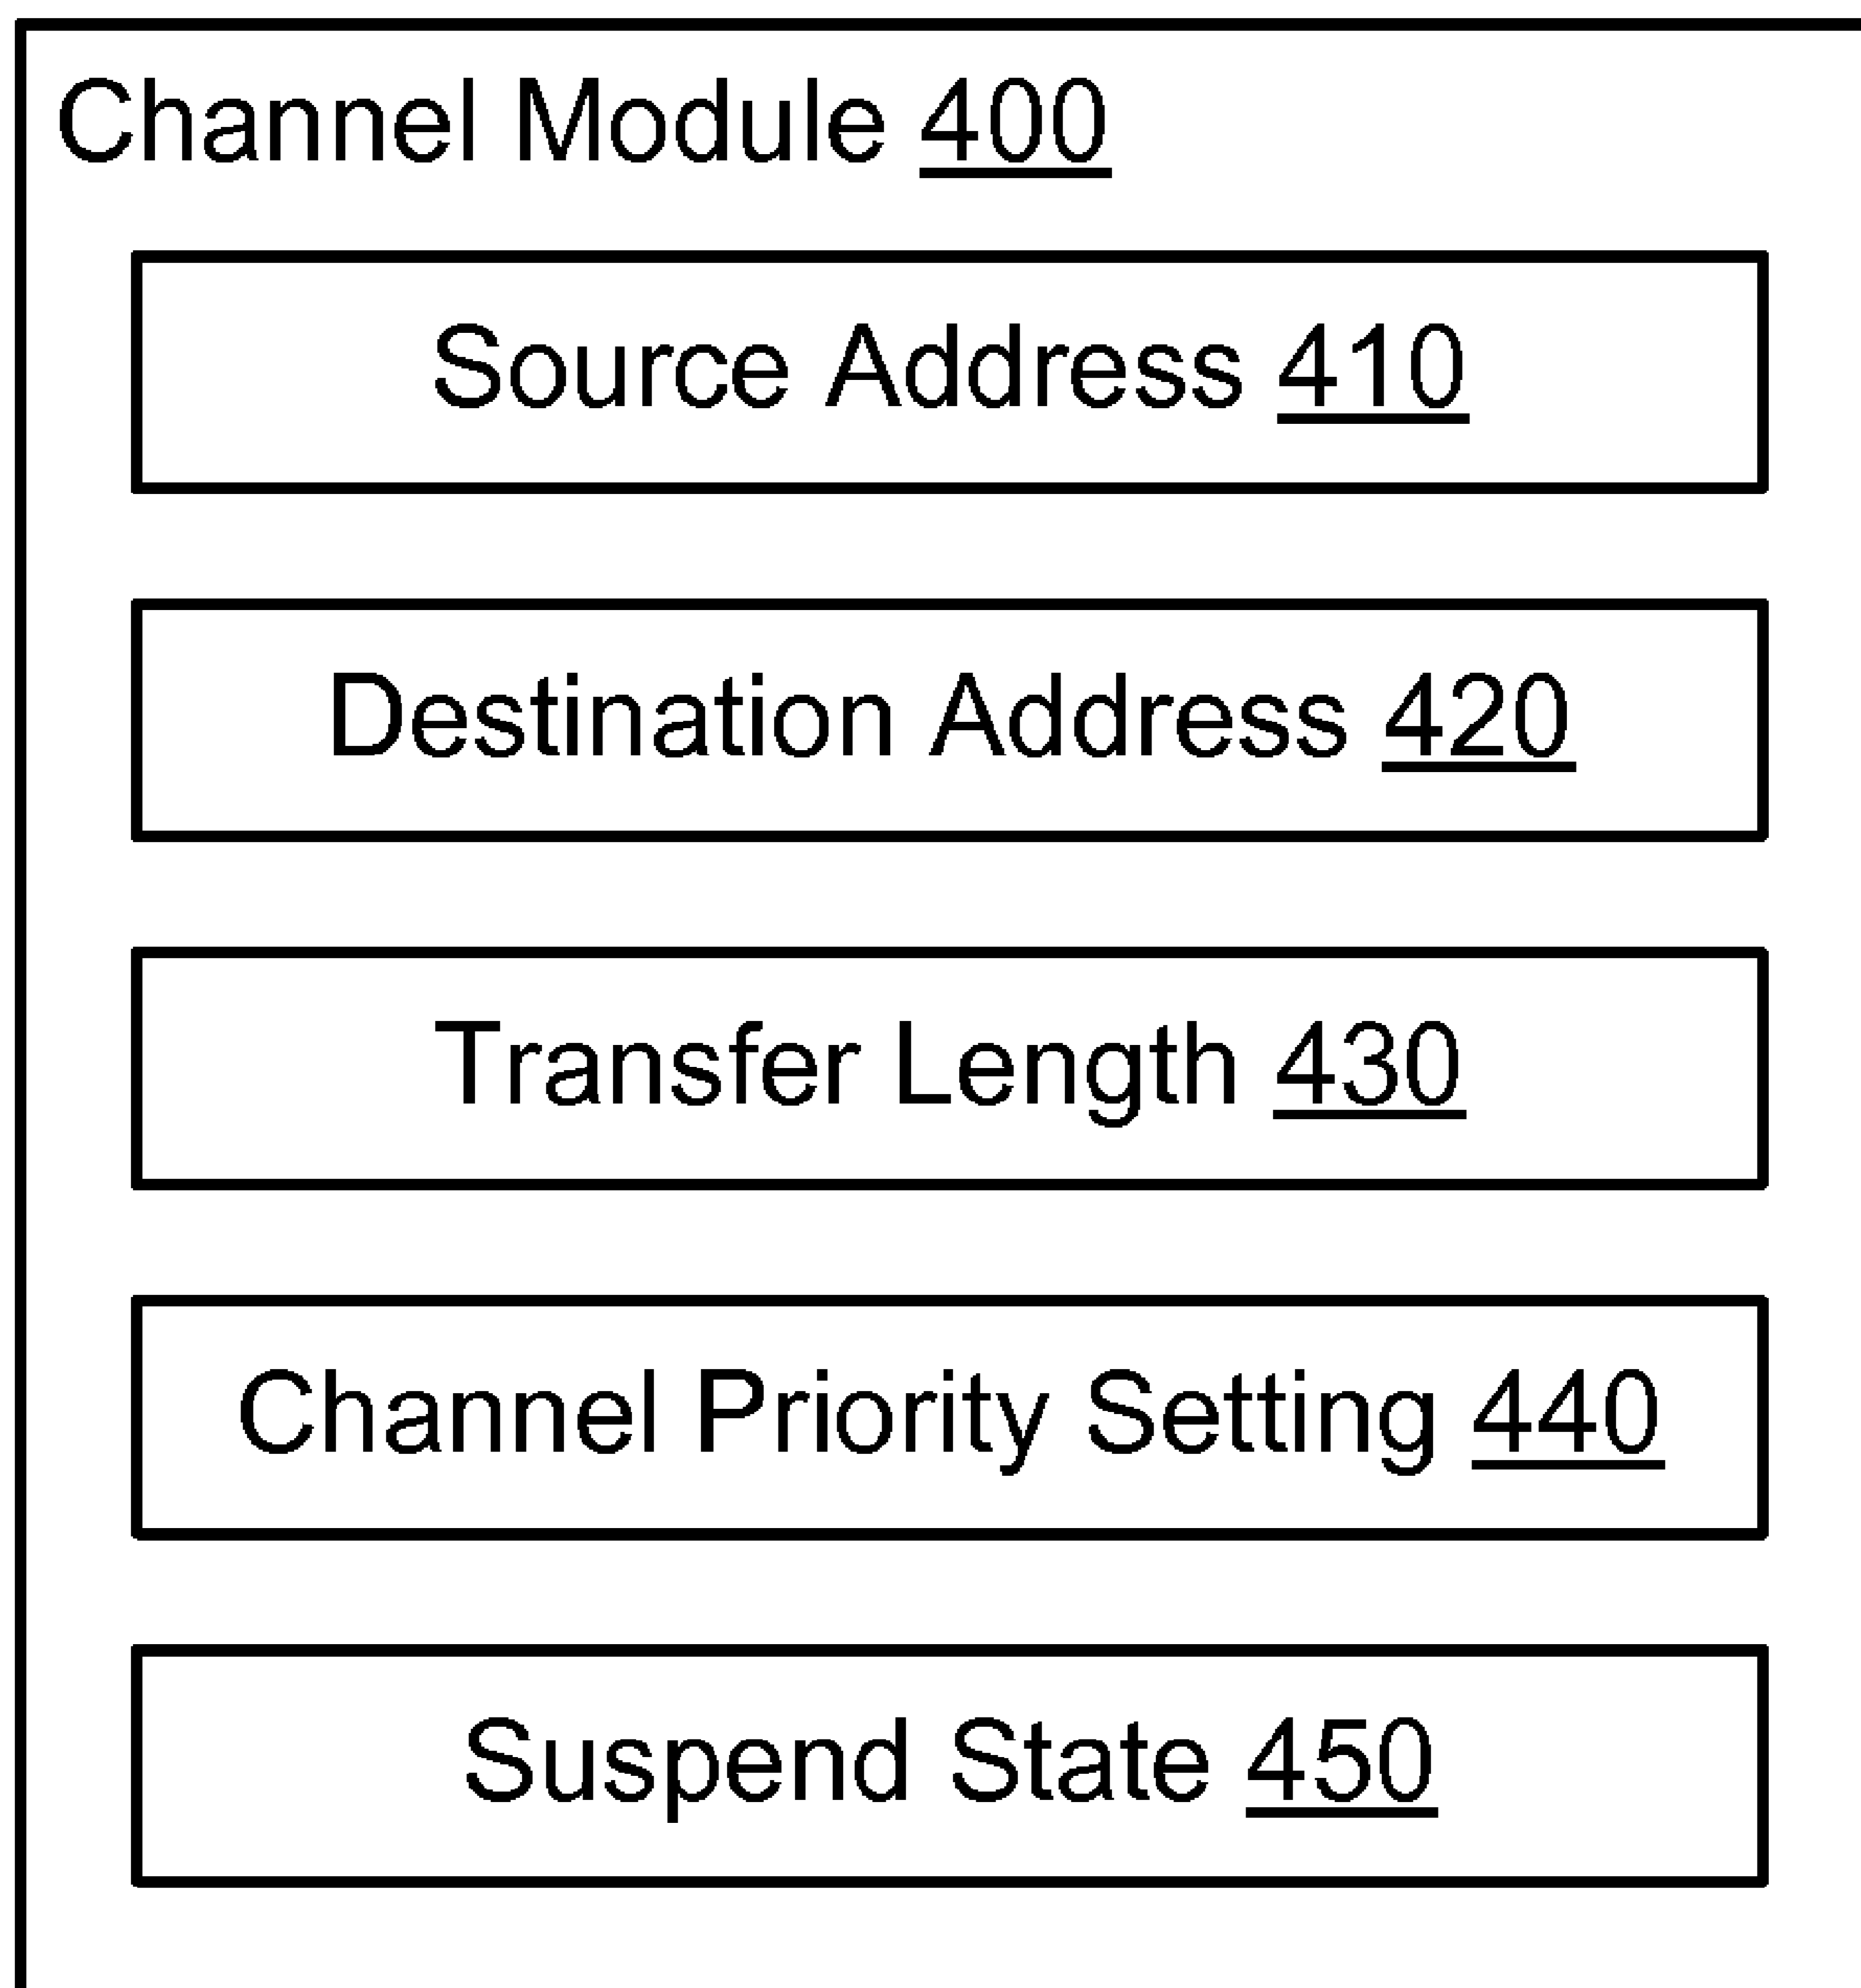 Channel Module 400
Source Address 410
Destination Address 420
Transfer Length 430
Channel Priority Setting 440
Suspend State 450